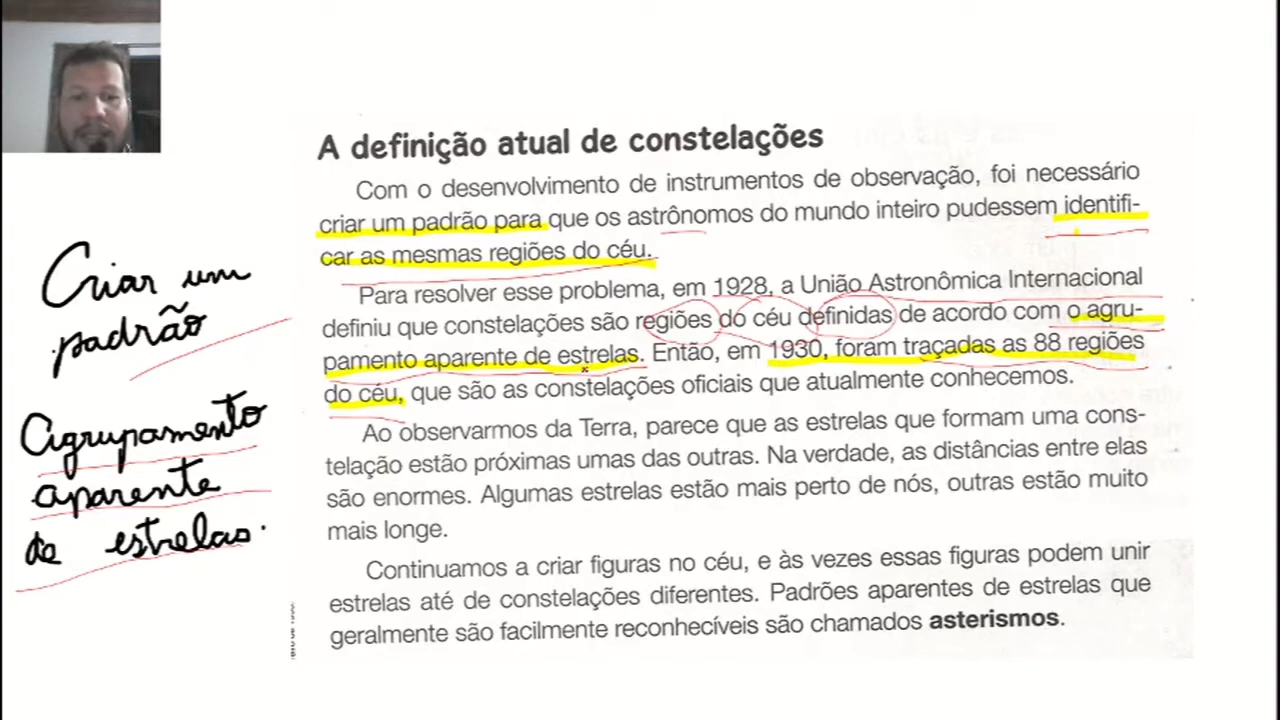 A definição atual de constelações
Com o desenvolvimento de instrumentos de observação, foi necessário
criar um padrão para que os astrônomos do mundo inteiro pudessem identifi-
car as mesmas regiões do céu.
Para resolver esse problema, em 1928, a União Astronômica Internacional
definiu que constelações são regiões do céu definidas de acordo com o agru-
pamento aparente de estrelas. Então, em 1930, foram traçadas as 88 regiões
do céu, que são as constelações oficiais que atualmente conhecemos.
Ao observarmos da Terra, parece que as estrelas que formam uma cons-
telação estão próximas umas das outras. Na verdade, as distâncias entre elas
são enormes. Algumas estrelas estão mais perto de nós, outras estão muito
mais longe.
Continuamos a criar figuras no céu, e às vezes essas figuras podem unir
estrelas até de constelações diferentes. Padrões aparentes de estrelas que
geralmente são facilmente reconhecíveis são chamados asterismos.
Criar um
padrão
Agrupamento
aparente
de estrelas.